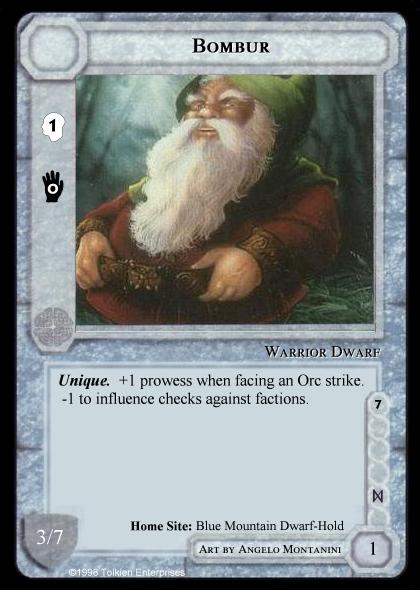 BOMBUR
1
WARRIOR DWARF
Unique. +1 prowess when facing an Orc strike.
-1 to influence checks against factions.
7
ᛞ
Home Site: Blue Mountain Dwarf-Hold
3/7
ART BY ANGELO MONTANINI
1
©1998 Tolkien Enterprises